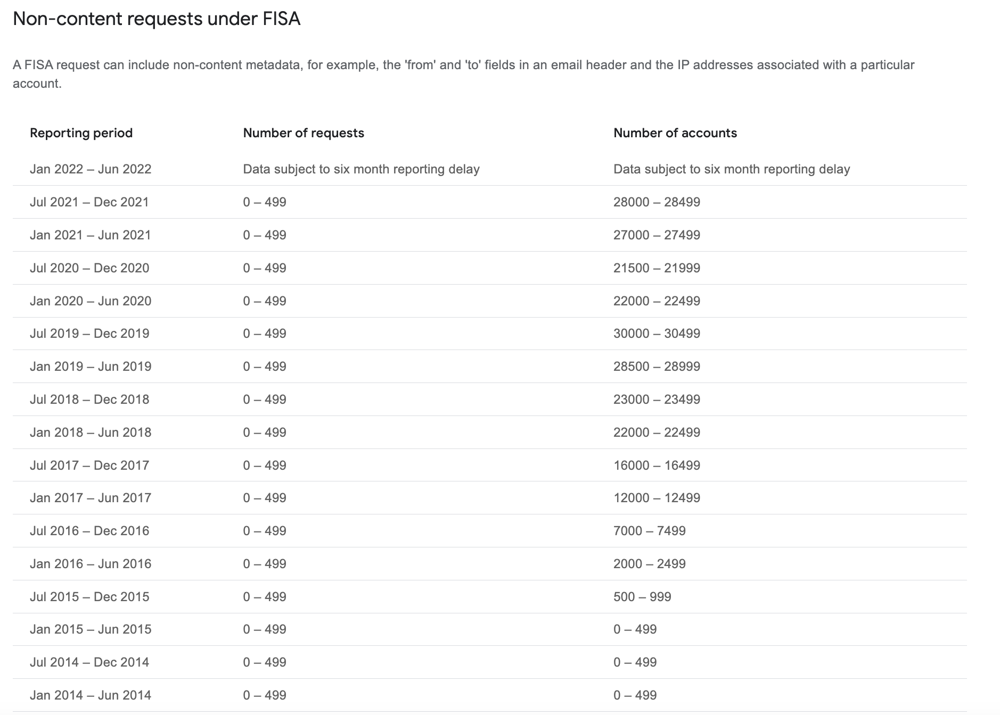 Non-content requests under FISA
A FISA request can include non-content metadata, for example, the 'from' and 'to' fields in an email header and the IP addresses associated with a particular
account.
Reporting period Number of requests Number of accounts
Jan 2022 – Jun 2022 Data subject to six month reporting delay Data subject to six month reporting delay
Jul 2021 – Dec 2021 0 – 499 28000 – 28499
Jan 2021 – Jun 2021 0 – 499 27000 – 27499
Jul 2020 – Dec 2020 0 – 499 21500 – 21999
Jan 2020 – Jun 2020 0 – 499 22000 – 22499
Jul 2019 – Dec 2019 0 – 499 30000 – 30499
Jan 2019 – Jun 2019 0 – 499 28500 – 28999
Jul 2018 – Dec 2018 0 – 499 23000 – 23499
Jan 2018 – Jun 2018 0 – 499 22000 – 22499
Jul 2017 – Dec 2017 0 – 499 16000 – 16499
Jan 2017 – Jun 2017 0 – 499 12000 – 12499
Jul 2016 – Dec 2016 0 – 499 7000 – 7499
Jan 2016 – Jun 2016 0 – 499 2000 – 2499
Jul 2015 – Dec 2015 0 – 499 500 – 999
Jan 2015 – Jun 2015 0 – 499 0 – 499
Jul 2014 – Dec 2014 0 – 499 0 – 499
Jan 2014 – Jun 2014 0 – 499 0 – 499